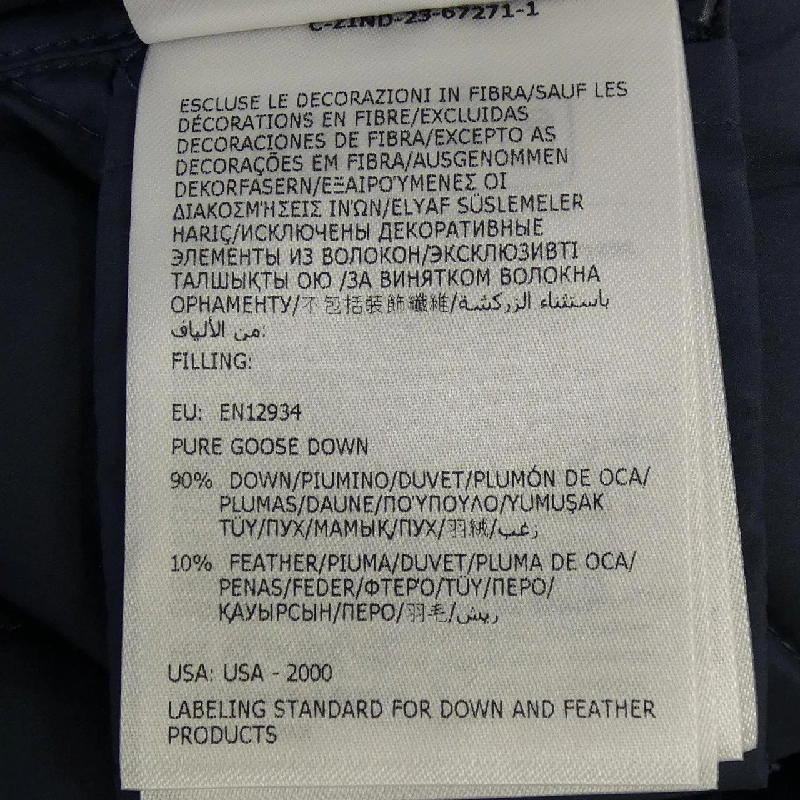 C-21ND-23-67271-1
ESCLUSE LE DECORAZIONI IN FIBRA/SAUF LES
DÉCORATIONS EN FIBRE/EXCLUIDAS
DECORACIONES DE FIBRA/EXCEPTO AS
DECORAÇÕES EM FIBRA/AUSGENOMMEN
DEKORFASERN/ΕΞΑΙΡΟΎΜΕΝΕΣ ΟΙ
ΔΙΑΚΟΣΜΉΣΕΙΣ ΙΝΏΝ/ELYAF SÜSLEMELER
HARİÇ/ИСКЛЮЧЕНЫ ДЕКОРАТИВНЫЕ
ЭЛЕМЕНТЫ ИЗ ВОЛОКОН/ЭКСКЛЮЗИВТІ
ТАЛШЫҚТЫ ОЮ /ЗА ВИНЯТКОМ ВОЛОКНА
ОРНАМЕНТУ/不包括裝飾纖維/باستثناء الزركشة
من الألياف:
FILLING:
EU: EN12934
PURE GOOSE DOWN
90% DOWN/PIUMINO/DUVET/PLUMÓN DE OCA/
PLUMAS/DAUNE/ΠΟΎΠΟΥΛΟ/YUMUŞAK
TÜY/ПУХ/МАМЫҚ/ПУХ/羽絨/زغب
10% FEATHER/PIUMA/DUVET/PLUMA DE OCA/
PENAS/FEDER/ΦΤΕΡΌ/TÜY/ПЕРО/
ҚАУЫРСЫН/ПЕРО/羽毛/ريش
USA: USA - 2000
LABELING STANDARD FOR DOWN AND FEATHER
PRODUCTS